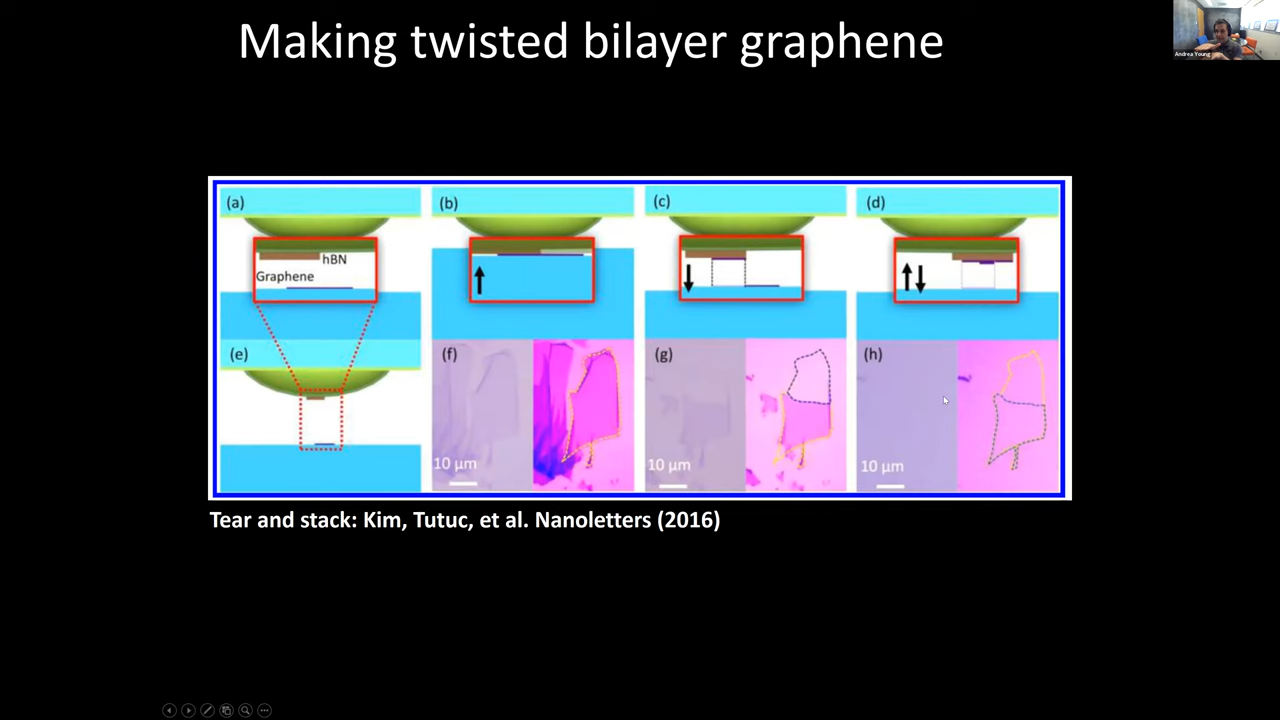 Making twisted bilayer graphene
Andrea Young
(a)
hBN
Graphene
(b)
(c)
(d)
(e)
(f)
10 µm
(g)
10 µm
(h)
10 µm
Tear and stack: Kim, Tutuc, et al. Nanoletters (2016)